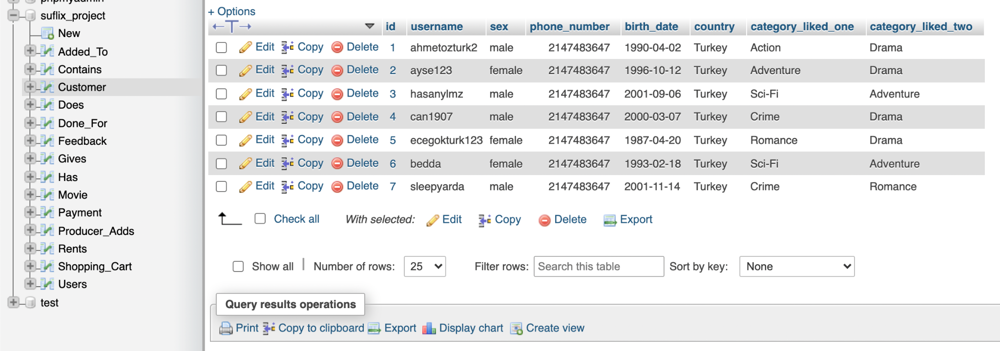 phpmyadmin
suflix_project
New
Added_To
Contains
Customer
Does
Done_For
Feedback
Gives
Has
Movie
Payment
Producer_Adds
Rents
Shopping_Cart
Users
test
+ Options
id username sex phone_number birth_date country category_liked_one category_liked_two
Edit Copy Delete 1 ahmetozturk2 male 2147483647 1990-04-02 Turkey Action Drama
Edit Copy Delete 2 ayse123 female 2147483647 1996-10-12 Turkey Adventure Drama
Edit Copy Delete 3 hasanylmz male 2147483647 2001-09-06 Turkey Sci-Fi Adventure
Edit Copy Delete 4 can1907 male 2147483647 2000-03-07 Turkey Crime Drama
Edit Copy Delete 5 ecegokturk123 female 2147483647 1987-04-20 Turkey Romance Drama
Edit Copy Delete 6 bedda female 2147483647 1993-02-18 Turkey Sci-Fi Adventure
Edit Copy Delete 7 sleepyarda male 2147483647 2001-11-14 Turkey Crime Romance
Check all With selected: Edit Copy Delete Export
Show all | Number of rows: 25 Filter rows: Search this table Sort by key: None
Query results operations
Print Copy to clipboard Export Display chart Create view